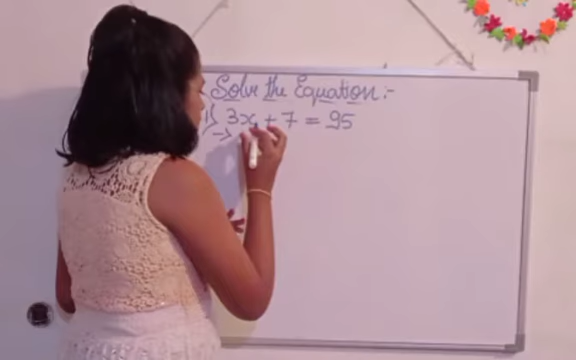 Solve the Equation:-
1) 3x + 7 = 95
→